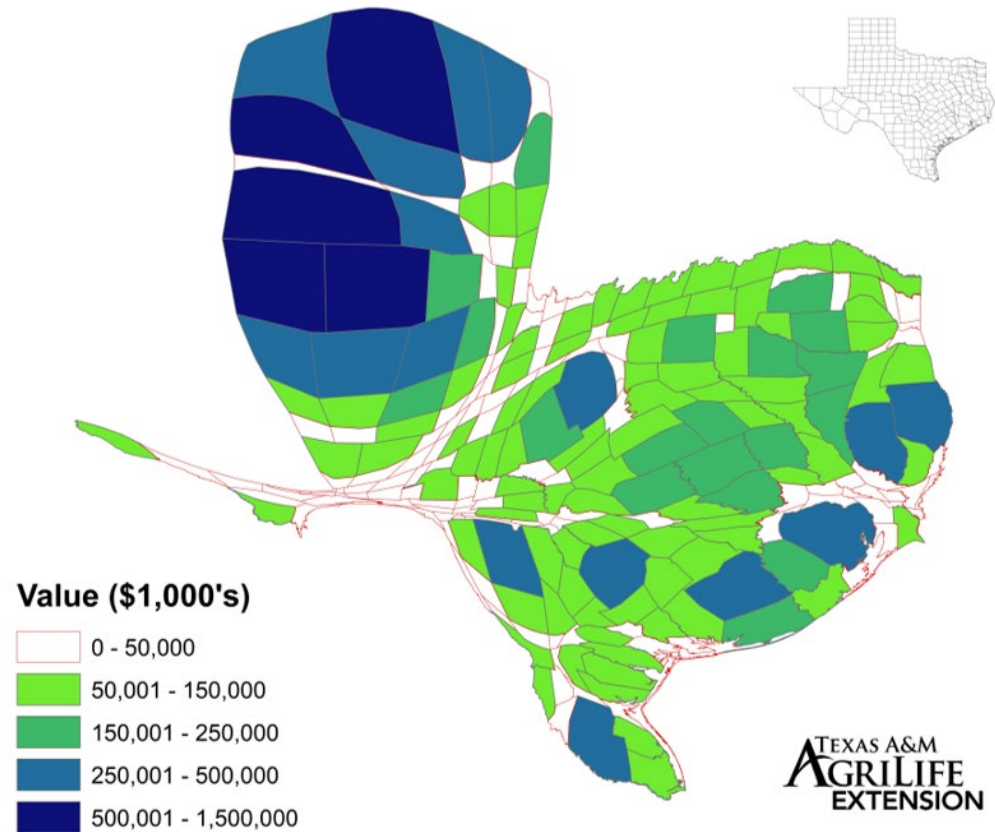 Value ($1,000's)
0 - 50,000
50,001 - 150,000
150,001 - 250,000
250,001 - 500,000
500,001 - 1,500,000
TEXAS A&M
AGRILIFE
EXTENSION